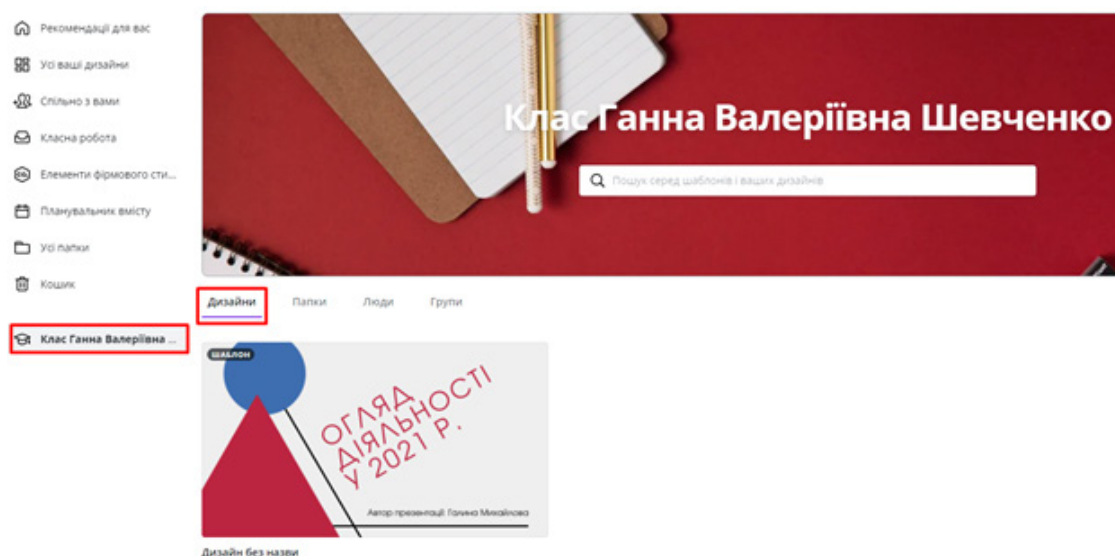 Рекомендації для вас
Усі ваші дизайни
Спільно з вами
Класна робота
Елементи фірмового сти...
Планувальник вмісту
Усі папки
Кошик
Клас Ганна Валеріївна ...
Клас Ганна Валеріївна Шевченко
Пошук серед шаблонів і ваших дизайнів
Дизайни Папки Люди Групи
ШАБЛОН
ОГЛЯД
ДІЯЛЬНОСТІ
У 2021 Р.
Автор презентації: Галина Михайлова
Дизайн без назви